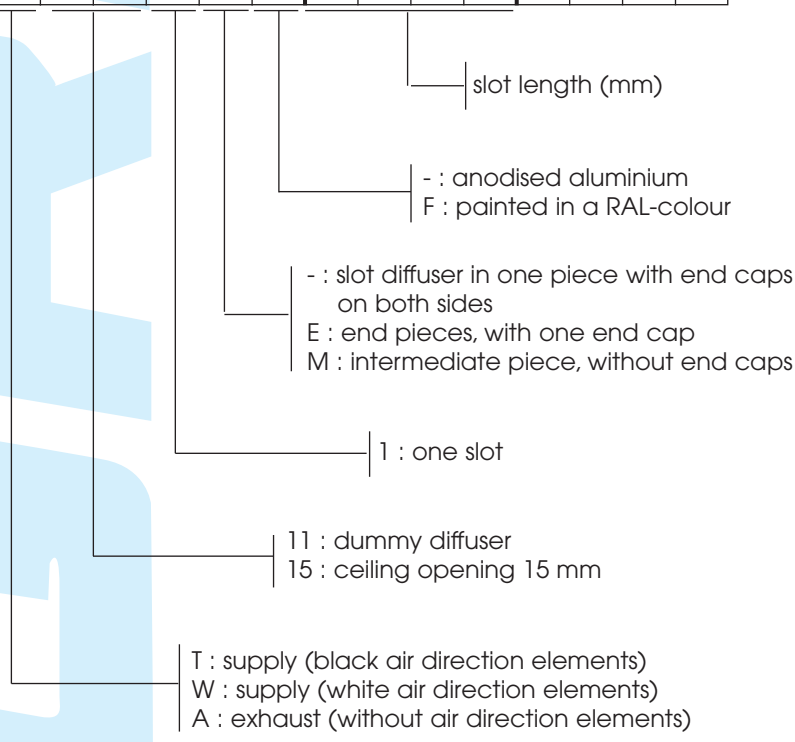 slot length (mm)
- : anodised aluminium
F : painted in a RAL-colour
- : slot diffuser in one piece with end caps
on both sides
E : end pieces, with one end cap
M : intermediate piece, without end caps
1 : one slot
11 : dummy diffuser
15 : ceiling opening 15 mm
T : supply (black air direction elements)
W : supply (white air direction elements)
A : exhaust (without air direction elements)